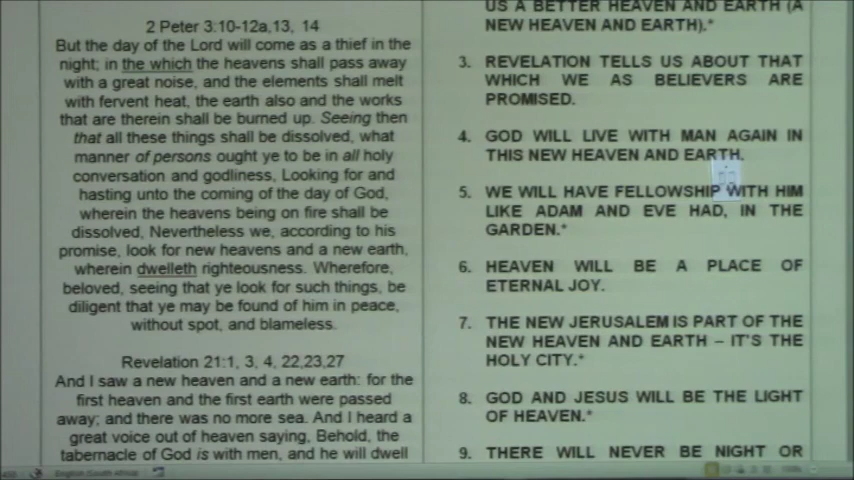 2 Peter 3:10-12a,13, 14
But the day of the Lord will come as a thief in the
night; in the which the heavens shall pass away
with a great noise, and the elements shall melt
with fervent heat, the earth also and the works
that are therein shall be burned up. Seeing then
that all these things shall be dissolved, what
manner of persons ought ye to be in all holy
conversation and godliness, Looking for and
hasting unto the coming of the day of God,
wherein the heavens being on fire shall be
dissolved, Nevertheless we, according to his
promise, look for new heavens and a new earth,
wherein dwelleth righteousness. Wherefore,
beloved, seeing that ye look for such things, be
diligent that ye may be found of him in peace,
without spot, and blameless.
Revelation 21:1, 3, 4, 22,23,27
And I saw a new heaven and a new earth: for the
first heaven and the first earth were passed
away; and there was no more sea. And I heard a
great voice out of heaven saying, Behold, the
tabernacle of God is with men, and he will dwell
US A BETTER HEAVEN AND EARTH (A
NEW HEAVEN AND EARTH).*
3. REVELATION TELLS US ABOUT THAT
WHICH WE AS BELIEVERS ARE
PROMISED.
4. GOD WILL LIVE WITH MAN AGAIN IN
THIS NEW HEAVEN AND EARTH.
5. WE WILL HAVE FELLOWSHIP WITH HIM
LIKE ADAM AND EVE HAD, IN THE
GARDEN.*
6. HEAVEN WILL BE A PLACE OF
ETERNAL JOY.
7. THE NEW JERUSALEM IS PART OF THE
NEW HEAVEN AND EARTH – IT'S THE
HOLY CITY.*
8. GOD AND JESUS WILL BE THE LIGHT
OF HEAVEN.*
9. THERE WILL NEVER BE NIGHT OR
English (South Africa)